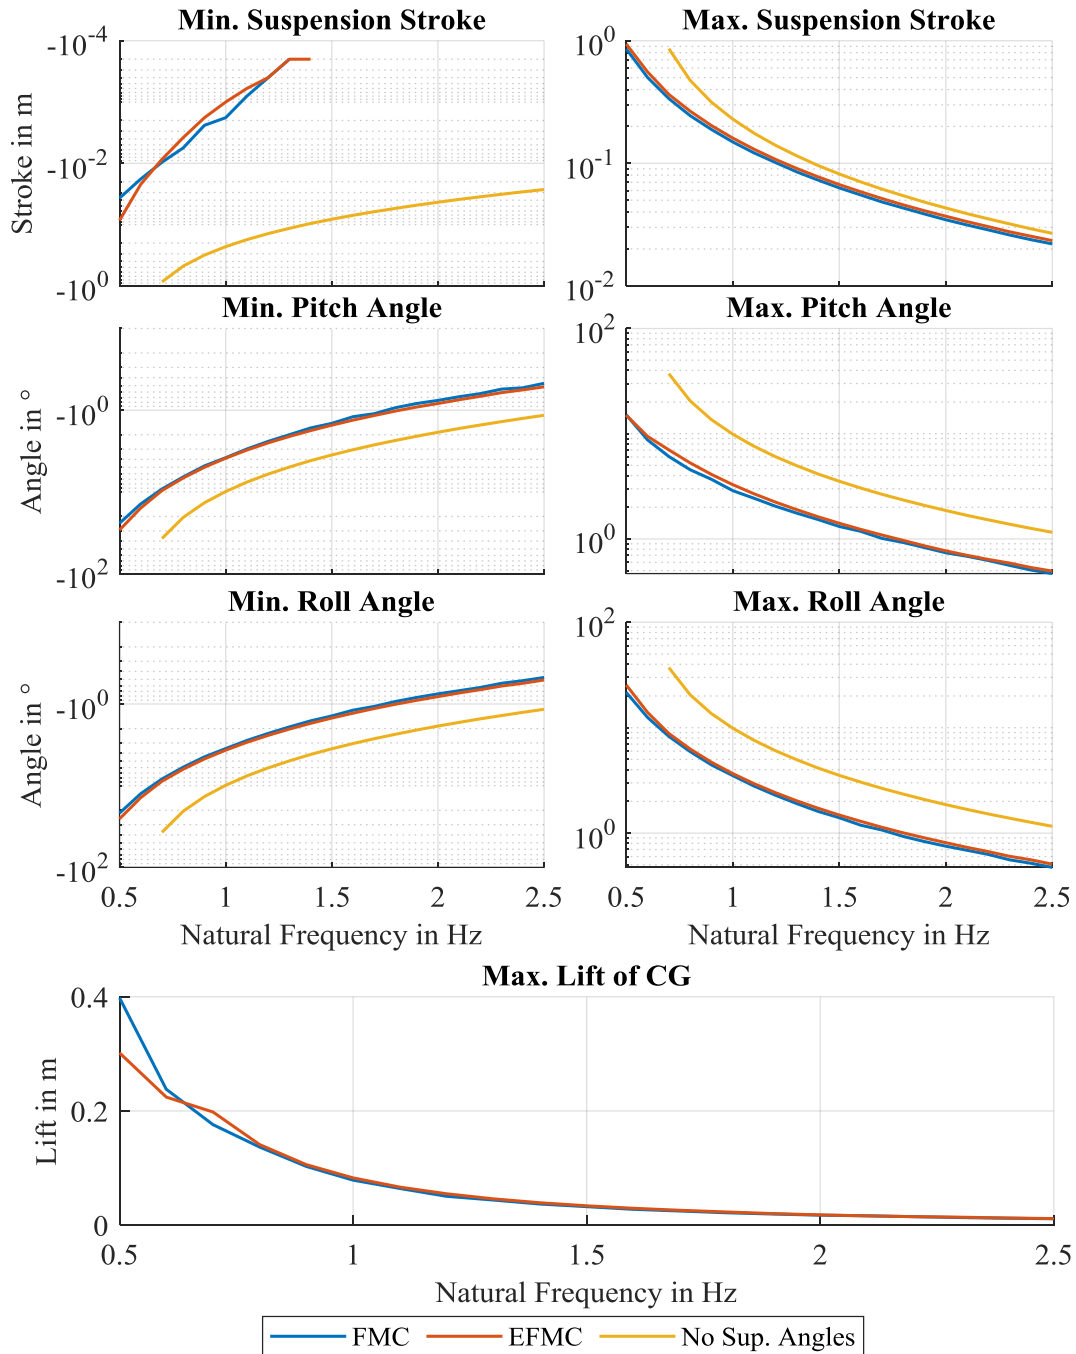 Min. Suspension Stroke
Max. Suspension Stroke
-10^-4
-10^-2
-10^0
Stroke in m
10^0
10^-1
10^-2
Min. Pitch Angle
Max. Pitch Angle
-10^0
-10^2
Angle in °
10^2
10^0
Min. Roll Angle
Max. Roll Angle
-10^0
-10^2
Angle in °
10^2
10^0
0.5 1 1.5 2 2.5
0.5 1 1.5 2 2.5
Natural Frequency in Hz
Natural Frequency in Hz
Max. Lift of CG
0.4
0.2
0
Lift in m
0.5 1 1.5 2 2.5
Natural Frequency in Hz
FMC EFMC No Sup. Angles